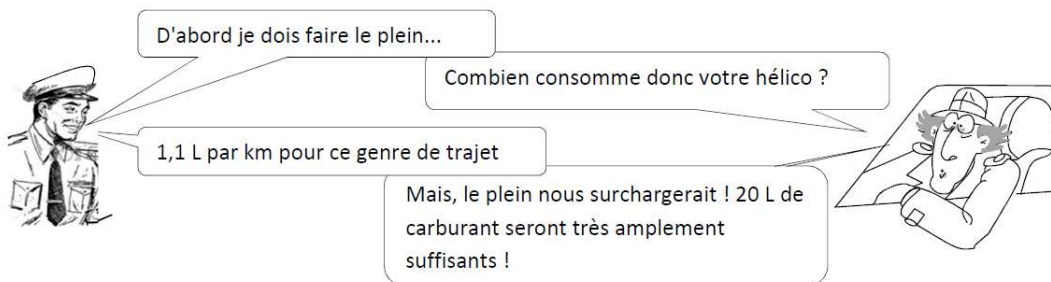 D'abord je dois faire le plein...
Combien consomme donc votre hélico ?
1,1 L par km pour ce genre de trajet
Mais, le plein nous surchargerait ! 20 L de
carburant seront très amplement
suffisants !